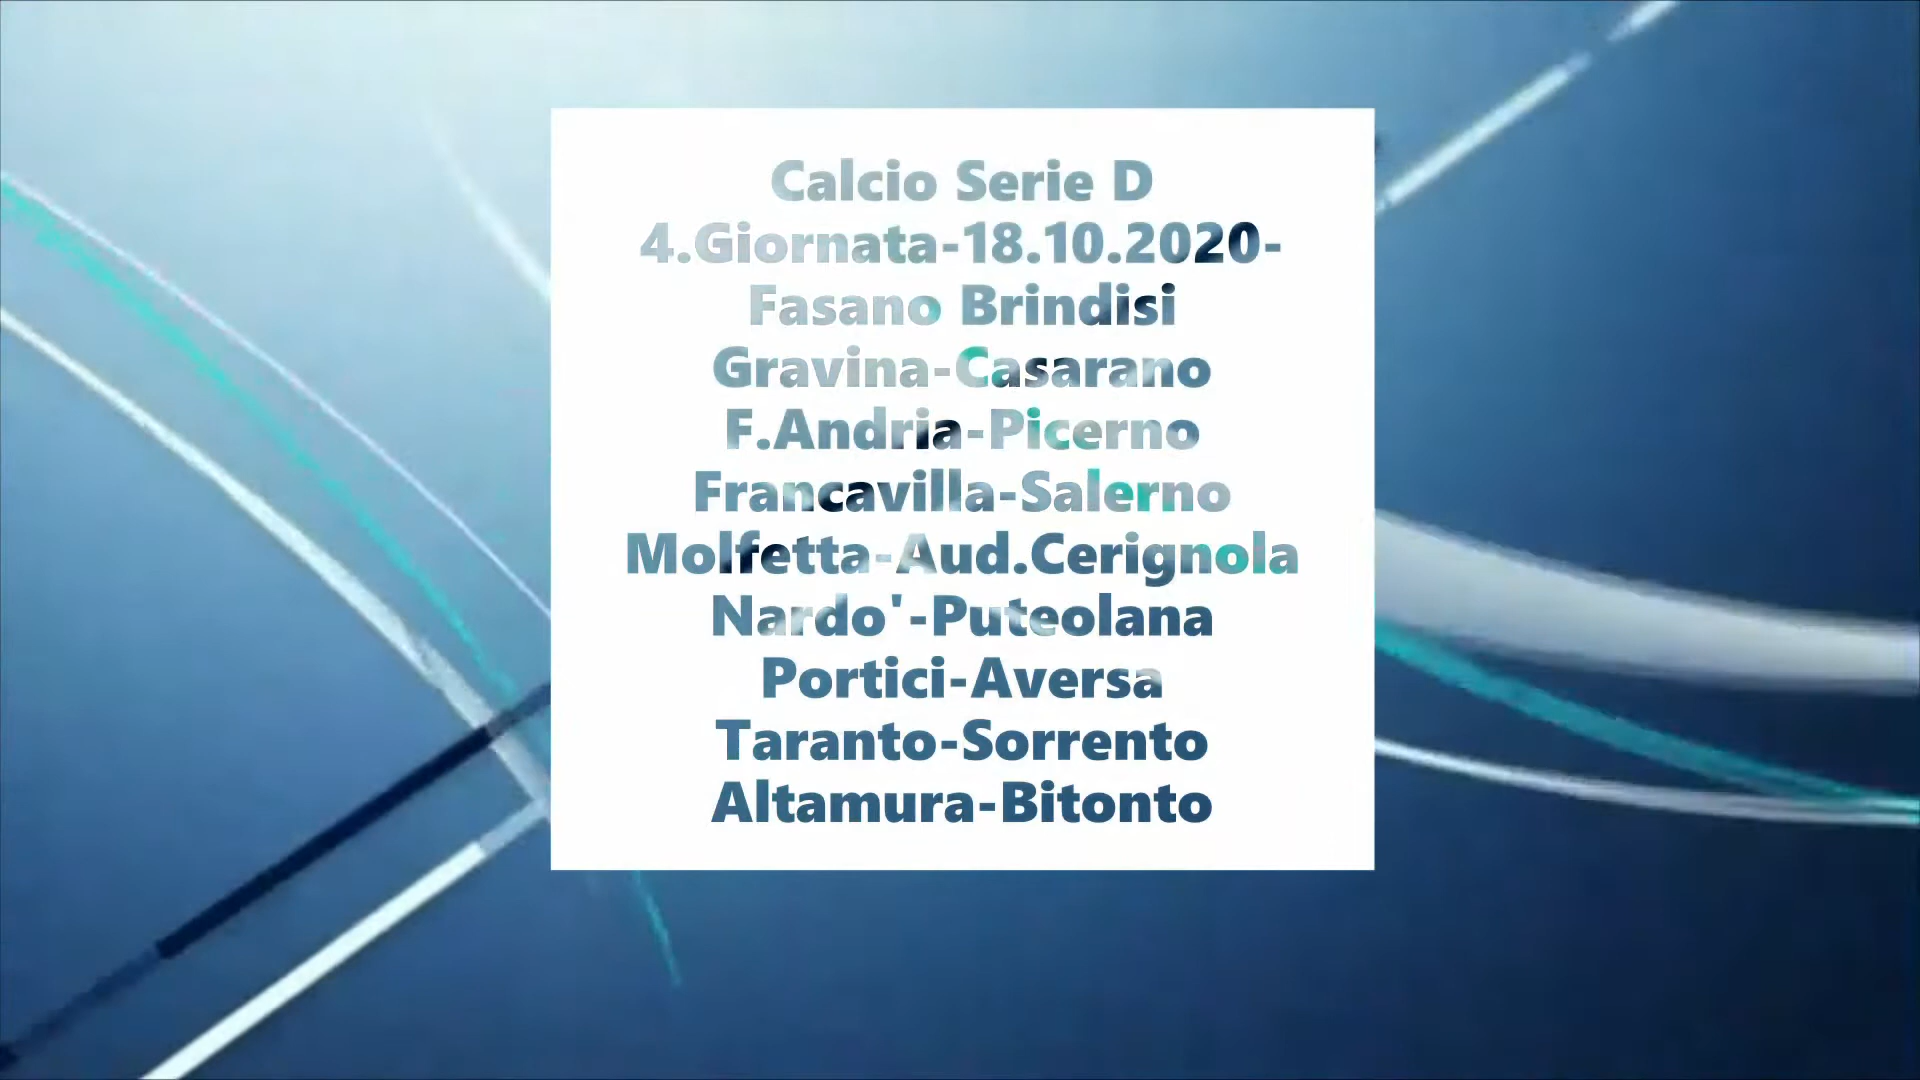 Calcio Serie D
4.Giornata-18.10.2020-
Fasano Brindisi
Gravina-Casarano
F.Andria-Picerno
Francavilla-Salerno
Molfetta-Aud.Cerignola
Nardo'-Puteolana
Portici-Aversa
Taranto-Sorrento
Altamura-Bitonto